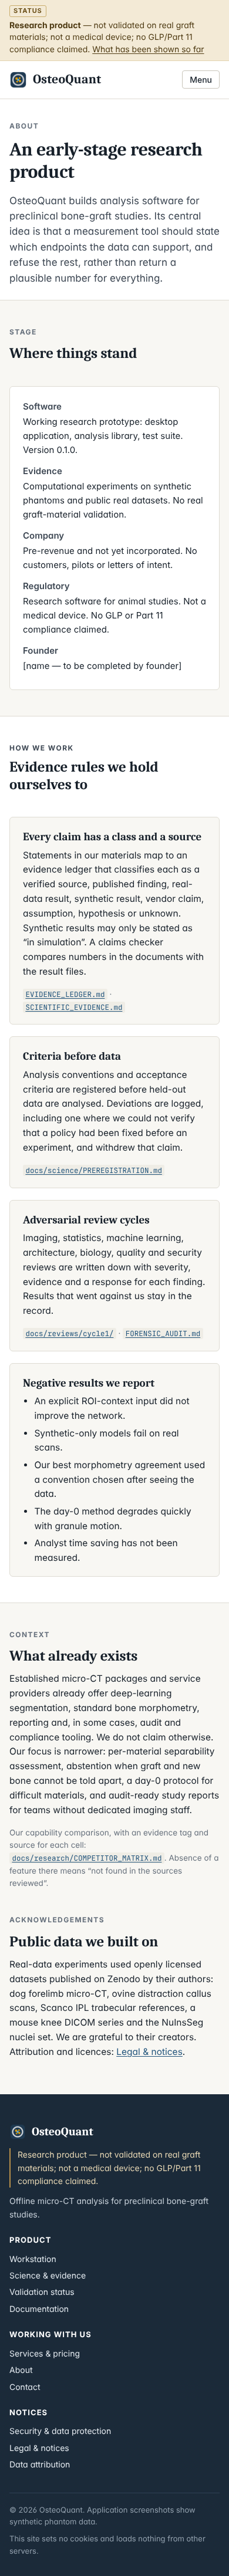 STATUS
Research product — not validated on real graft
materials; not a medical device; no GLP/Part 11
compliance claimed. What has been shown so far
OsteoQuant
Menu
ABOUT
An early-stage research
product
OsteoQuant builds analysis software for
preclinical bone-graft studies. Its central
idea is that a measurement tool should state
which endpoints the data can support, and
refuse the rest, rather than return a
plausible number for everything.
STAGE
Where things stand
Software
Working research prototype: desktop
application, analysis library, test suite.
Version 0.1.0.
Evidence
Computational experiments on synthetic
phantoms and public real datasets. No real
graft-material validation.
Company
Pre-revenue and not yet incorporated. No
customers, pilots or letters of intent.
Regulatory
Research software for animal studies. Not a
medical device. No GLP or Part 11
compliance claimed.
Founder
[name — to be completed by founder]
HOW WE WORK
Evidence rules we hold
ourselves to
Every claim has a class and a source
Statements in our materials map to an
evidence ledger that classifies each as a
verified source, published finding, real-
data result, synthetic result, vendor claim,
assumption, hypothesis or unknown.
Synthetic results may only be stated as
“in simulation”. A claims checker
compares numbers in the documents with
the result files.
EVIDENCE_LEDGER.md ·
SCIENTIFIC_EVIDENCE.md
Criteria before data
Analysis conventions and acceptance
criteria are registered before held-out
data are analysed. Deviations are logged,
including one where we could not verify
that a policy had been fixed before an
experiment, and withdrew that claim.
docs/science/PREREGISTRATION.md
Adversarial review cycles
Imaging, statistics, machine learning,
architecture, biology, quality and security
reviews are written down with severity,
evidence and a response for each finding.
Results that went against us stay in the
record.
docs/reviews/cycle1/ · FORENSIC_AUDIT.md
Negative results we report
• An explicit ROI-context input did not
improve the network.
• Synthetic-only models fail on real
scans.
• Our best morphometry agreement used
a convention chosen after seeing the
data.
• The day-0 method degrades quickly
with granule motion.
• Analyst time saving has not been
measured.
CONTEXT
What already exists
Established micro-CT packages and service
providers already offer deep-learning
segmentation, standard bone morphometry,
reporting and, in some cases, audit and
compliance tooling. We do not claim otherwise.
Our focus is narrower: per-material separability
assessment, abstention when graft and new
bone cannot be told apart, a day-0 protocol for
difficult materials, and audit-ready study reports
for teams without dedicated imaging staff.
Our capability comparison, with an evidence tag and
source for each cell:
docs/research/COMPETITOR_MATRIX.md. Absence of a
feature there means “not found in the sources
reviewed”.
ACKNOWLEDGEMENTS
Public data we built on
Real-data experiments used openly licensed
datasets published on Zenodo by their authors:
dog forelimb micro-CT, ovine distraction callus
scans, Scanco IPL trabecular references, a
mouse knee DICOM series and the NuInsSeg
nuclei set. We are grateful to their creators.
Attribution and licences: Legal & notices.
OsteoQuant
Research product — not validated on real graft
materials; not a medical device; no GLP/Part 11
compliance claimed.
Offline micro-CT analysis for preclinical bone-graft
studies.
PRODUCT
Workstation
Science & evidence
Validation status
Documentation
WORKING WITH US
Services & pricing
About
Contact
NOTICES
Security & data protection
Legal & notices
Data attribution
© 2026 OsteoQuant. Application screenshots show
synthetic phantom data.
This site sets no cookies and loads nothing from other
servers.